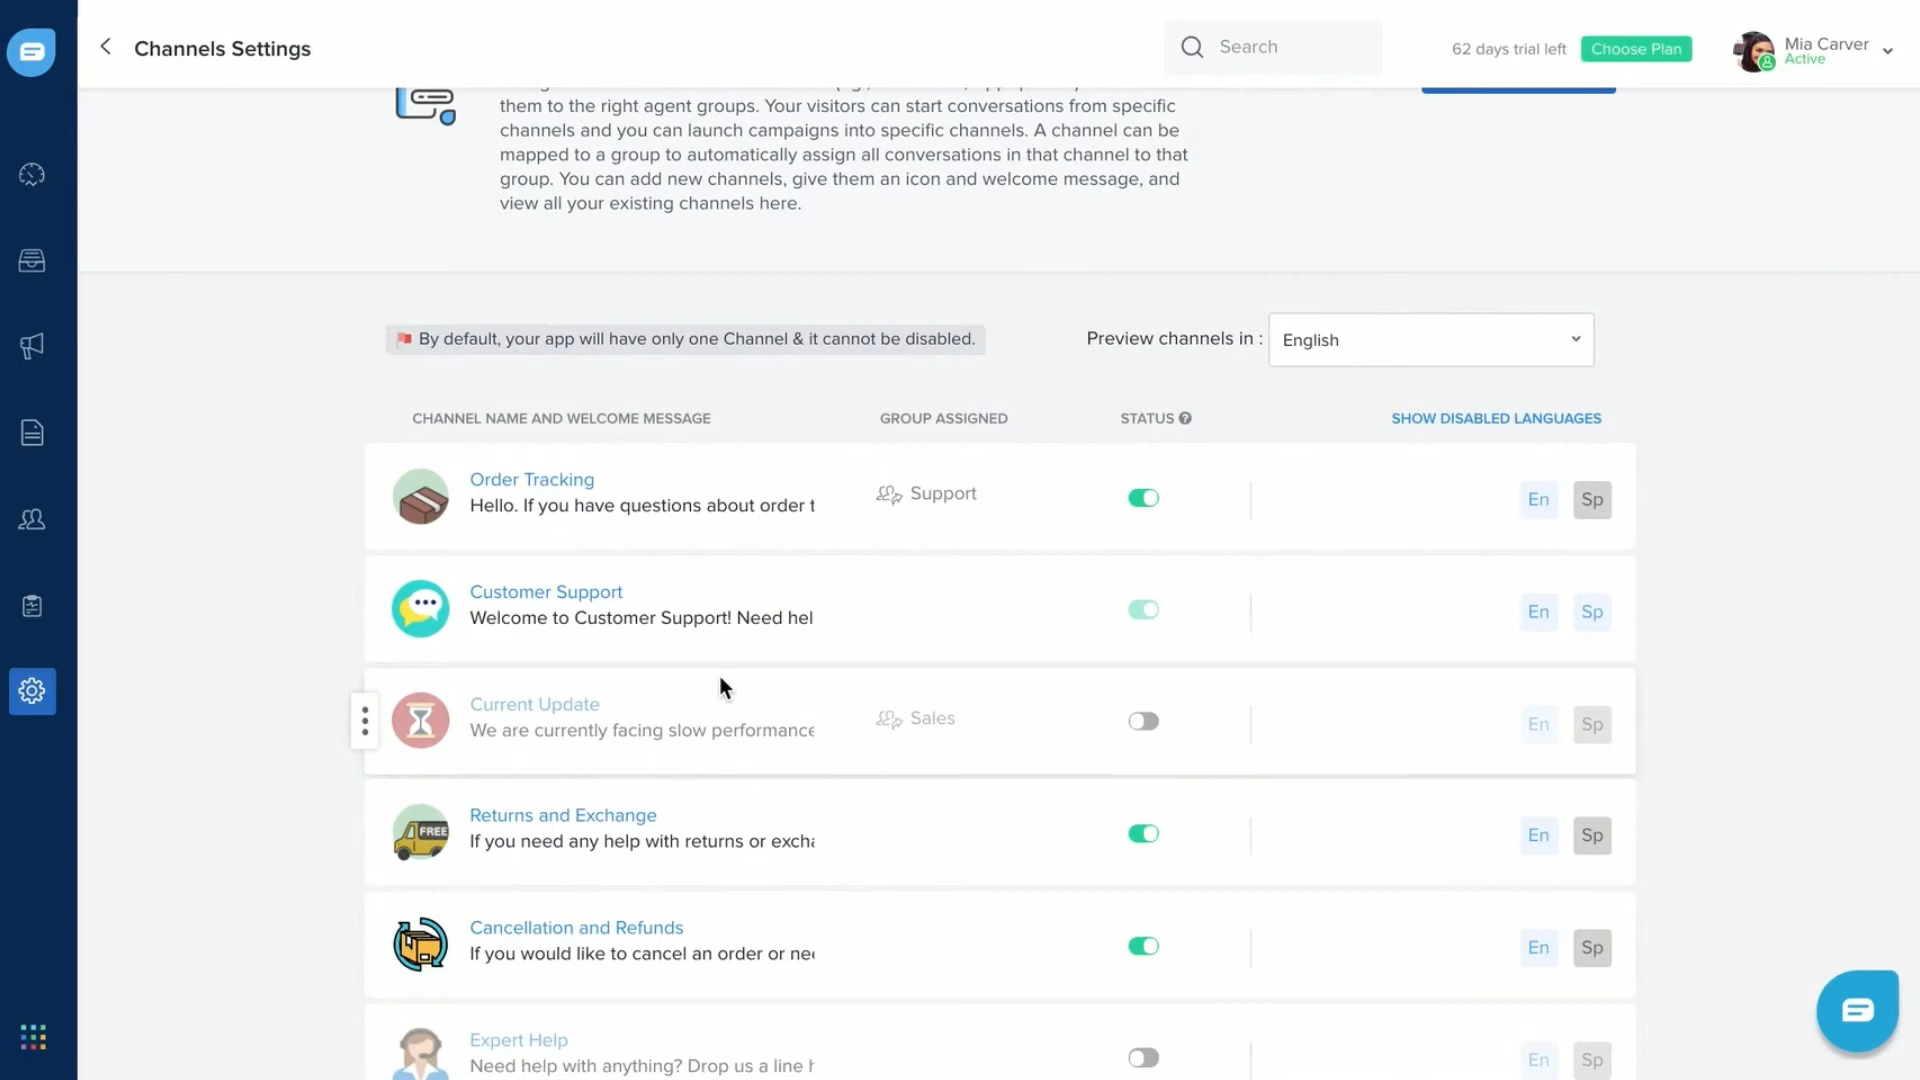 Channels Settings
Search
62 days trial left
Choose Plan
Mia Carver
Active
them to the right agent groups. Your visitors can start conversations from specific
channels and you can launch campaigns into specific channels. A channel can be
mapped to a group to automatically assign all conversations in that channel to that
group. You can add new channels, give them an icon and welcome message, and
view all your existing channels here.
By default, your app will have only one Channel & it cannot be disabled.
Preview channels in :
English
CHANNEL NAME AND WELCOME MESSAGE
GROUP ASSIGNED
STATUS ?
SHOW DISABLED LANGUAGES
Order Tracking
Hello. If you have questions about order t
Support
En
Sp
Customer Support
Welcome to Customer Support! Need hel
En
Sp
Current Update
We are currently facing slow performance
Sales
En
Sp
FREE
Returns and Exchange
If you need any help with returns or excha
En
Sp
Cancellation and Refunds
If you would like to cancel an order or nee
En
Sp
Expert Help
Need help with anything? Drop us a line h
En
Sp